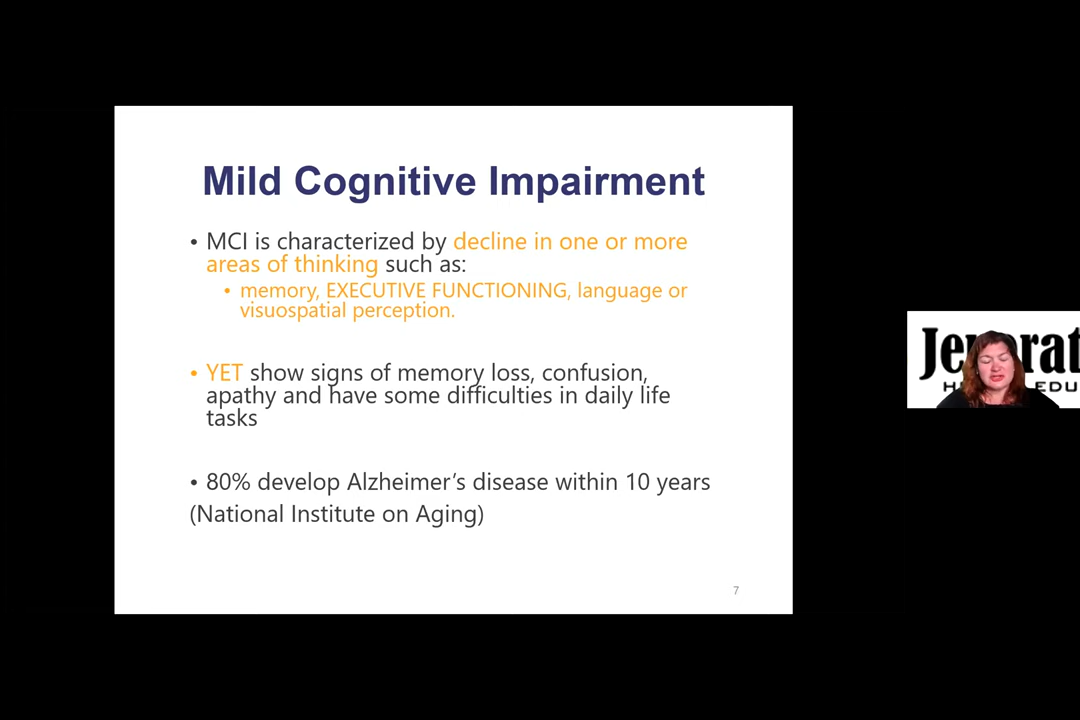 Mild Cognitive Impairment
• MCI is characterized by decline in one or more
areas of thinking such as:
• memory, EXECUTIVE FUNCTIONING, language or
visuospatial perception.
• YET show signs of memory loss, confusion,
apathy and have some difficulties in daily life
tasks
• 80% develop Alzheimer’s disease within 10 years
(National Institute on Aging)
7